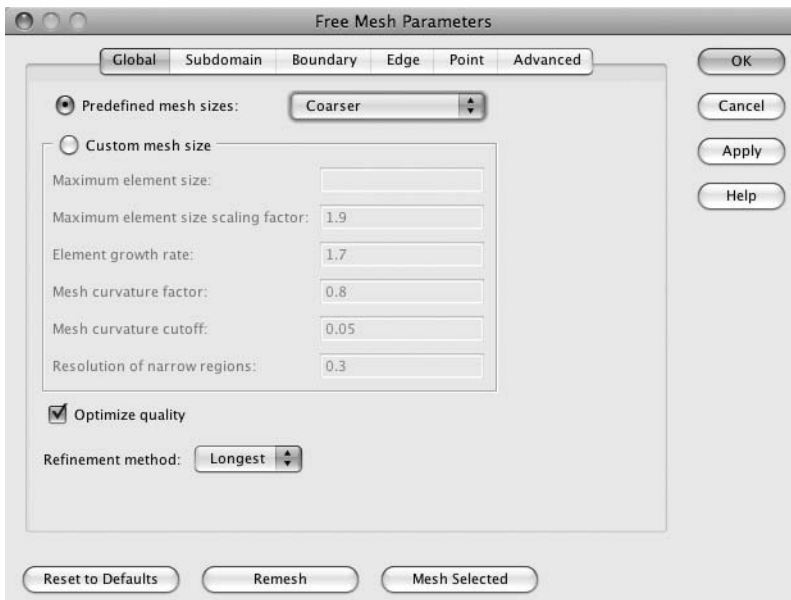 Free Mesh Parameters
Global Subdomain Boundary Edge Point Advanced
OK
Predefined mesh sizes: Coarser
Cancel
Custom mesh size
Apply
Maximum element size:
Help
Maximum element size scaling factor: 1.9
Element growth rate: 1.7
Mesh curvature factor: 0.8
Mesh curvature cutoff: 0.05
Resolution of narrow regions: 0.3
Optimize quality
Refinement method: Longest
Reset to Defaults Remesh Mesh Selected